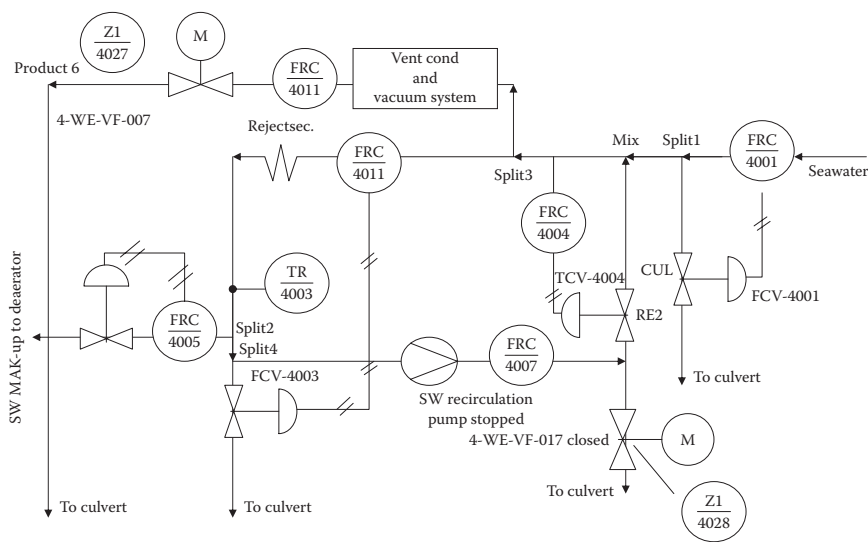 Z1
4027
M
Product 6
FRC
4011
Vent cond
and
vacuum system
4-WE-VF-007
Rejectsec.
FRC
4011
Split3
Mix
Split1
FRC
4001
Seawater
FRC
4004
TCV-4004
CUL
FCV-4001
RE2
TR
4003
SW MAK-up to deaerator
FRC
4005
Split2
Split4
FCV-4003
FRC
4007
SW recirculation
pump stopped
4-WE-VF-017 closed
M
To culvert
To culvert
To culvert
To culvert
Z1
4028